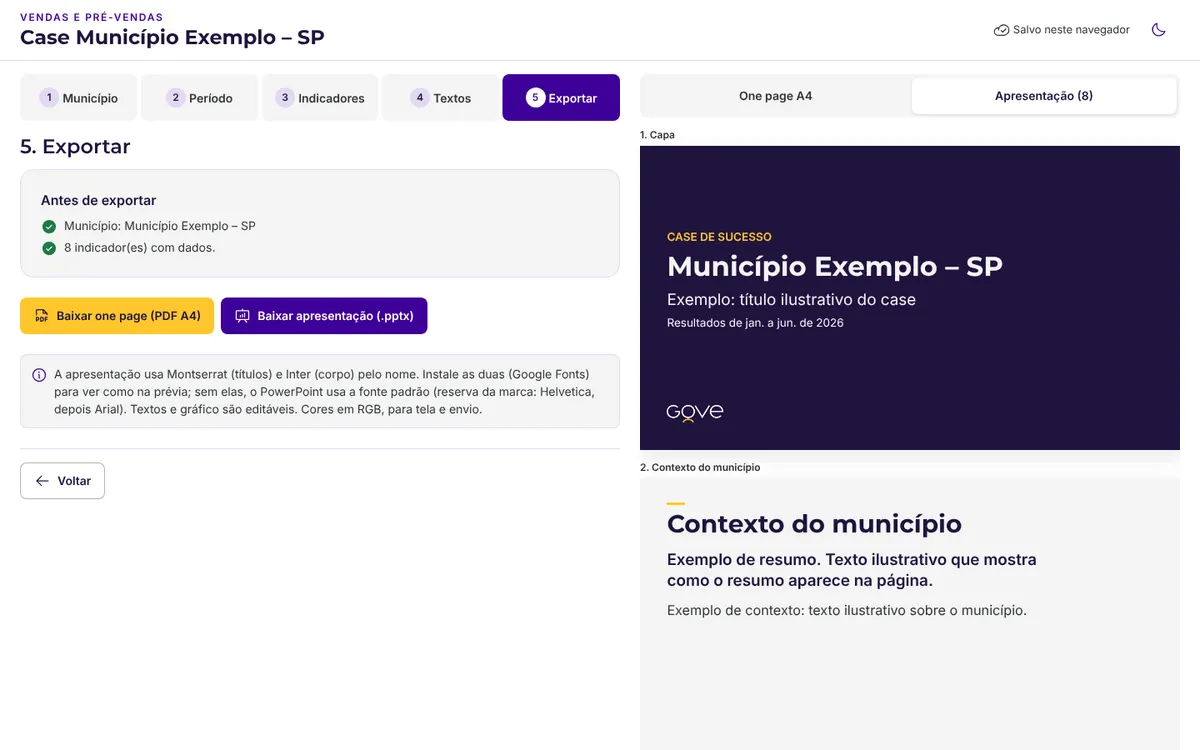 VENDAS E PRÉ-VENDAS
Case Município Exemplo – SP
Salvo neste navegador
1 Município
2 Período
3 Indicadores
4 Textos
5 Exportar
5. Exportar
Antes de exportar
Município: Município Exemplo – SP
8 indicador(es) com dados.
PDF
Baixar one page (PDF A4)
Baixar apresentação (.pptx)
A apresentação usa Montserrat (títulos) e Inter (corpo) pelo nome. Instale as duas (Google Fonts)
para ver como na prévia; sem elas, o PowerPoint usa a fonte padrão (reserva da marca: Helvetica,
depois Arial). Textos e gráfico são editáveis. Cores em RGB, para tela e envio.
Voltar
One page A4
Apresentação (8)
1. Capa
CASE DE SUCESSO
Município Exemplo – SP
Exemplo: título ilustrativo do case
Resultados de jan. a jun. de 2026
GOVE
2. Contexto do município
Contexto do município
Exemplo de resumo. Texto ilustrativo que mostra
como o resumo aparece na página.
Exemplo de contexto: texto ilustrativo sobre o município.